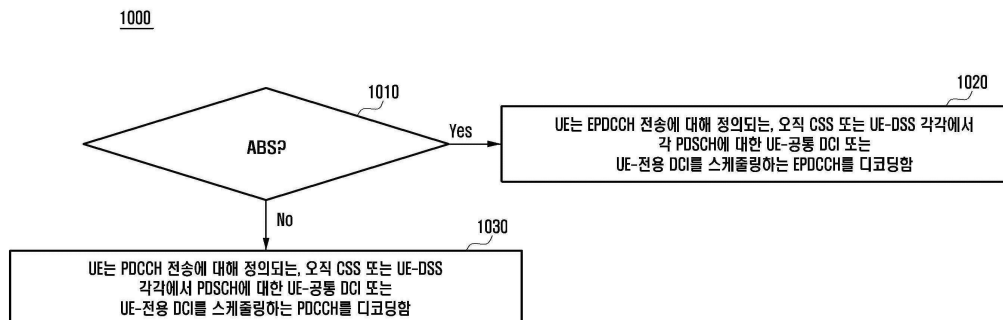 1000
1010
ABS?
Yes
1020
UE는 EPDCCH 전송에 대해 정의되는, 오직 CSS 또는 UE-DSS 각각에서
각 PDSCH에 대한 UE-공통 DCI 또는
UE-전용 DCI를 스케줄링하는 EPDCCH를 디코딩함
No
1030
UE는 PDCCH 전송에 대해 정의되는, 오직 CSS 또는 UE-DSS
각각에서 PDSCH에 대한 UE-공통 DCI 또는
UE-전용 DCI를 스케줄링하는 PDCCH를 디코딩함